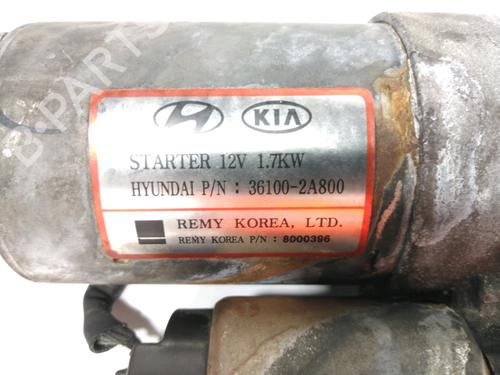 KIA
STARTER 12V 1.7KW
HYUNDAI P/N : 36100-2A800
REMY KOREA, LTD.
REMY KOREA P/N : 8000396
B-PARTS